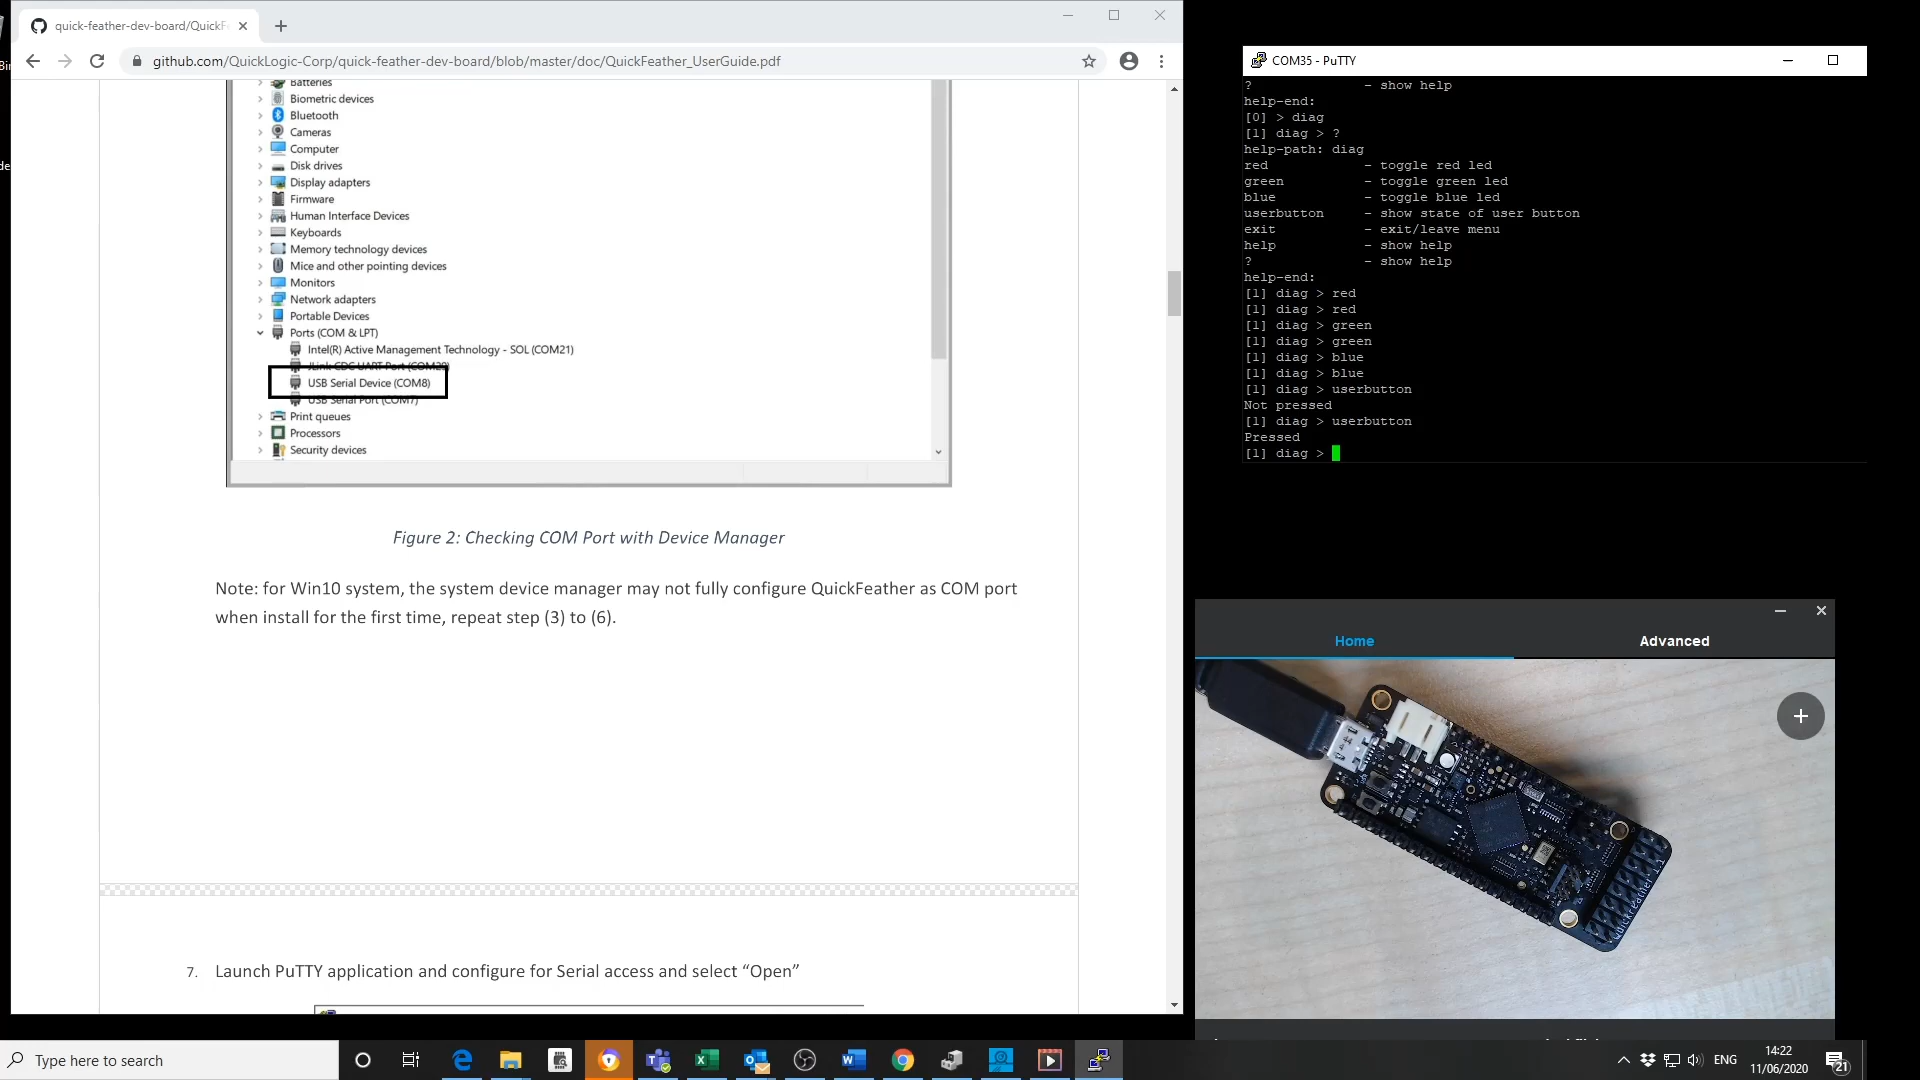 quick-feather-dev-board/QuickF
github.com/QuickLogic-Corp/quick-feather-dev-board/blob/master/doc/QuickFeather_UserGuide.pdf
Batteries
Biometric devices
Bluetooth
Cameras
Computer
Disk drives
Display adapters
Firmware
Human Interface Devices
Keyboards
Memory technology devices
Mice and other pointing devices
Monitors
Network adapters
Portable Devices
Ports (COM & LPT)
Intel(R) Active Management Technology - SOL (COM21)
JLink CDC UART Port (COM20)
USB Serial Device (COM8)
USB Serial Port (COM7)
Print queues
Processors
Security devices
Figure 2: Checking COM Port with Device Manager
Note: for Win10 system, the system device manager may not fully configure QuickFeather as COM port
when install for the first time, repeat step (3) to (6).
7. Launch PuTTY application and configure for Serial access and select “Open”
COM35 - PuTTY
? - show help
help-end:
[0] > diag
[1] diag > ?
help-path: diag
red - toggle red led
green - toggle green led
blue - toggle blue led
userbutton - show state of user button
exit - exit/leave menu
help - show help
? - show help
help-end:
[1] diag > red
[1] diag > red
[1] diag > green
[1] diag > green
[1] diag > blue
[1] diag > blue
[1] diag > userbutton
Not pressed
[1] diag > userbutton
Pressed
[1] diag >
Home Advanced
Type here to search
ENG
14:22
11/06/2020
21